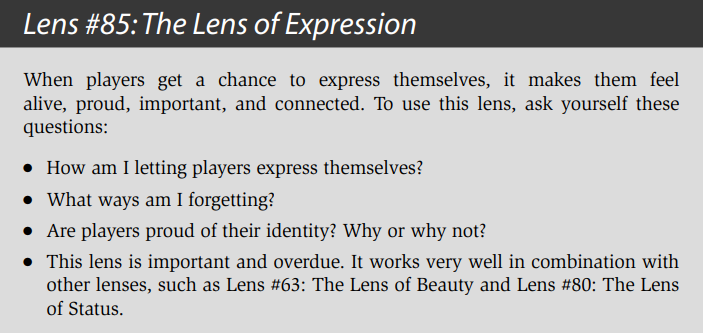 Lens #85: The Lens of Expression
When players get a chance to express themselves, it makes them feel
alive, proud, important, and connected. To use this lens, ask yourself these
questions:
● How am I letting players express themselves?
● What ways am I forgetting?
● Are players proud of their identity? Why or why not?
● This lens is important and overdue. It works very well in combination with
other lenses, such as Lens #63: The Lens of Beauty and Lens #80: The Lens
of Status.